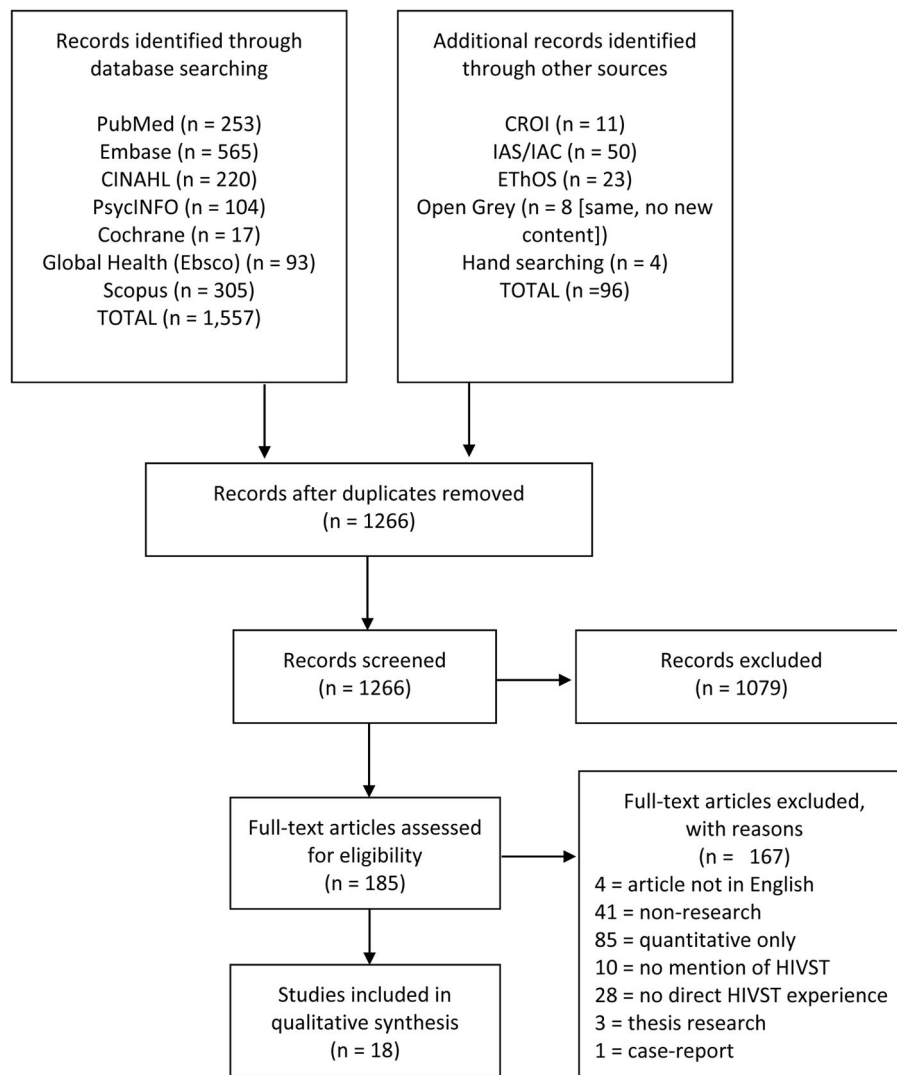 Records identified through
database searching
PubMed (n = 253)
Embase (n = 565)
CINAHL (n = 220)
PsycINFO (n = 104)
Cochrane (n = 17)
Global Health (Ebsco) (n = 93)
Scopus (n = 305)
TOTAL (n = 1,557)
Additional records identified
through other sources
CROI (n = 11)
IAS/IAC (n = 50)
EThOS (n = 23)
Open Grey (n = 8 [same, no new
content])
Hand searching (n = 4)
TOTAL (n =96)
Records after duplicates removed
(n = 1266)
Records screened
(n = 1266)
Records excluded
(n = 1079)
Full-text articles assessed
for eligibility
(n = 185)
Full-text articles excluded,
with reasons
(n = 167)
4 = article not in English
41 = non-research
85 = quantitative only
10 = no mention of HIVST
28 = no direct HIVST experience
3 = thesis research
1 = case-report
Studies included in
qualitative synthesis
(n = 18)